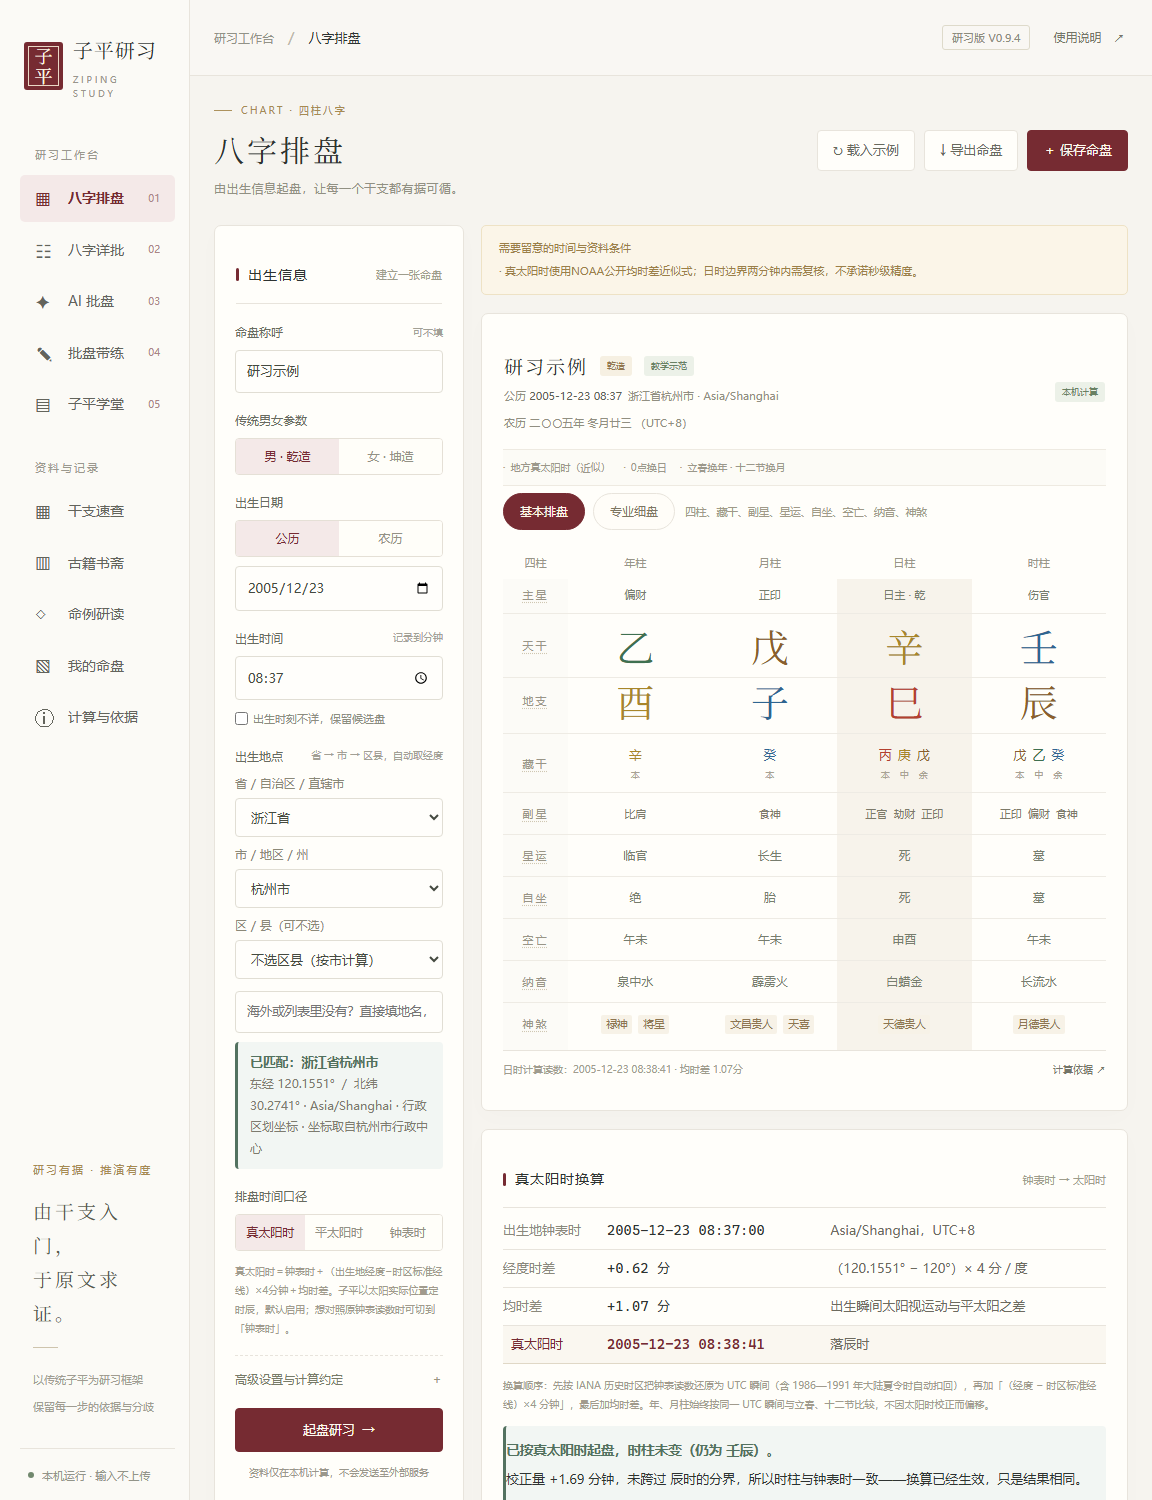 子平
子平研习
ZIPING
STUDY
研习工作台
▦ 八字排盘 01
☷ 八字详批 02
✦ AI 批盘 03
✎ 批盘带练 04
▤ 子平学堂 05
资料与记录
▦ 干支速查
▥ 古籍书斋
◇ 命例研读
▧ 我的命盘
ⓘ 计算与依据
研习有据 · 推演有度
由干支入
门，
于原文求
证。
以传统子平为研习框架
保留每一步的依据与分歧
本机运行 · 输入不上传
研习工作台 / 八字排盘
研习版 V0.9.4
使用说明 ↗
CHART · 四柱八字
八字排盘
由出生信息起盘，让每一个干支都有据可循。
↻ 载入示例
↓ 导出命盘
+ 保存命盘
出生信息 建立一张命盘
命盘称呼 可不填
研习示例
传统男女参数
男 · 乾造 女 · 坤造
出生日期
公历 农历
2005/12/23
出生时间 记录到分钟
08:37
出生时刻不详，保留候选盘
出生地点 省 → 市 → 区县，自动取经度
省 / 自治区 / 直辖市
浙江省
市 / 地区 / 州
杭州市
区 / 县（可不选）
不选区县（按市计算）
海外或列表里没有？直接填地名，
已匹配：浙江省杭州市
东经 120.1551° / 北纬
30.2741° · Asia/Shanghai · 行政
区划坐标 · 坐标取自杭州市行政中
心
排盘时间口径
真太阳时 平太阳时 钟表时
真太阳时 = 钟表时 + （出生地经度−时区标准经
线）×4分钟 + 均时差。子平以太阳实际位置定
时辰，默认启用；想对照原钟表读数时可切到
「钟表时」。
高级设置与计算约定 +
起盘研习 →
资料仅在本机计算，不会发送至外部服务
需要留意的时间与资料条件
· 真太阳时使用NOAA公开均时差近似式；日时边界两分钟内需复核，不承诺秒级精度。
研习示例 乾造 教学示范
公历 2005-12-23 08:37 浙江省杭州市 · Asia/Shanghai
农历 二〇〇五年 冬月廿三 （UTC+8）
本机计算
· 地方真太阳时（近似） · 0点换日 · 立春换年 · 十二节换月
基本排盘 专业细盘 四柱、藏干、副星、星运、自坐、空亡、纳音、神煞
四柱 年柱 月柱 日柱 时柱
主星 偏财 正印 日主 · 乾 伤官
天干 乙 戊 辛 壬
地支 酉 子 巳 辰
藏干 辛 癸 丙 庚 戊 戊 乙 癸
本 本 本 中 余 本 中 余
副星 比肩 食神 正官 劫财 正印 正印 偏财 食神
星运 临官 长生 死 墓
自坐 绝 胎 死 墓
空亡 午未 午未 申酉 午未
纳音 泉中水 霹雳火 白蜡金 长流水
神煞 禄神 将星 文昌贵人 天喜 天德贵人 月德贵人
日时计算读数：2005-12-23 08:38:41 · 均时差 1.07分
计算依据 ↗
真太阳时换算 钟表时 → 太阳时
出生地钟表时 2005-12-23 08:37:00 Asia/Shanghai，UTC+8
经度时差 +0.62 分 （120.1551° − 120°）× 4 分 / 度
均时差 +1.07 分 出生瞬间太阳视运动与平太阳之差
真太阳时 2005-12-23 08:38:41 落辰时
换算顺序：先按 IANA 历史时区把钟表读数还原为 UTC 瞬间（含 1986—1991 年大陆夏令时自动扣回），再加「（经度 − 时区标准经
线）×4 分钟」，最后加均时差。年、月柱始终按同一 UTC 瞬间与立春、十二节比较，不因太阳时校正而偏移。
已按真太阳时起盘，时柱未变（仍为 壬辰）。
校正量 +1.69 分钟，未跨过 辰时的分界，所以时柱与钟表时一致——换算已经生效，只是结果相同。